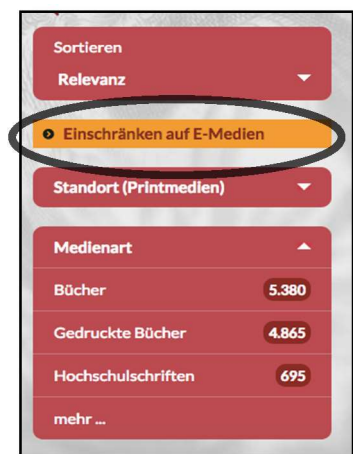 Sortieren
Relevanz
Einschränken auf E-Medien
Standort (Printmedien)
Medienart
Bücher 5.380
Gedruckte Bücher 4.865
Hochschulschriften 695
mehr ...